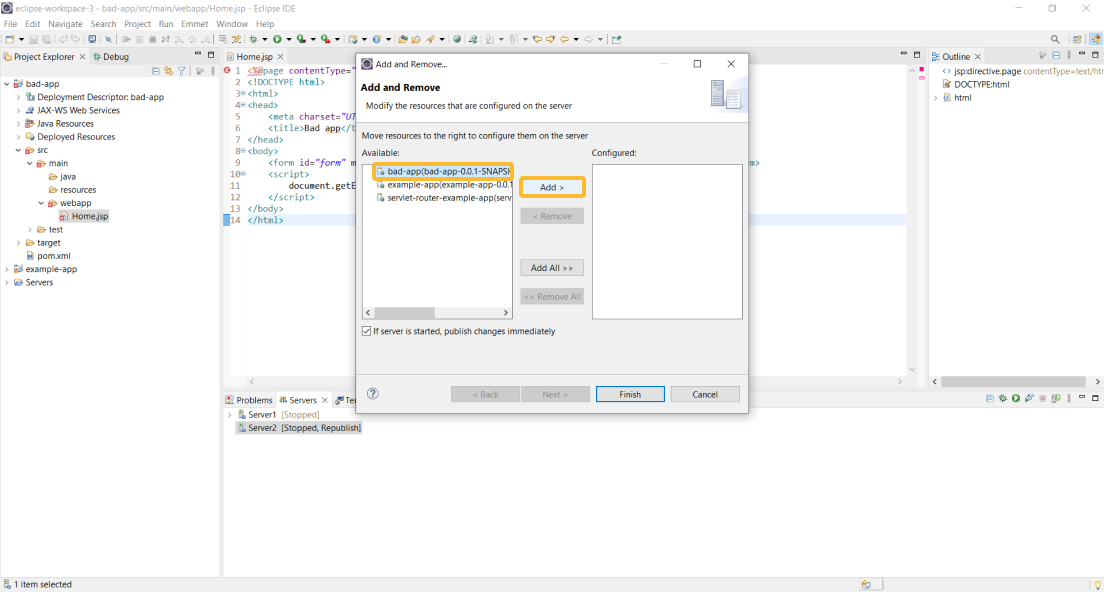 eclipse-workspace-3 - bad-app/src/main/webapp/Home.jsp - Eclipse IDE
File Edit Navigate Search Project Run Emmet Window Help
Project Explorer
Debug
bad-app
Deployment Descriptor: bad-app
JAX-WS Web Services
Java Resources
Deployed Resources
src
main
java
resources
webapp
Home.jsp
test
target
pom.xml
example-app
Servers
Home.jsp
1 <%@page contentType="
2 <!DOCTYPE html>
3 <html>
4 <head>
5 <meta charset="UT
6 <title>Bad app</t
7 </head>
8 <body>
9 <form id="form" m
10 <script>
11 document.getE
12 </script>
13 </body>
14 </html>
Add and Remove...
Add and Remove
Modify the resources that are configured on the server
Move resources to the right to configure them on the server
Available:
bad-app(bad-app-0.0.1-SNAPSH
example-app(example-app-0.0.1
servlet-router-example-app(serv
Add >
< Remove
Add All >>
<< Remove All
Configured:
If server is started, publish changes immediately
< Back
Next >
Finish
Cancel
Outline
jsp:directive.page contentType=text/htr
DOCTYPE:html
html
Problems
Servers
Ter
Server1 [Stopped]
Server2 [Stopped, Republish]
1 item selected